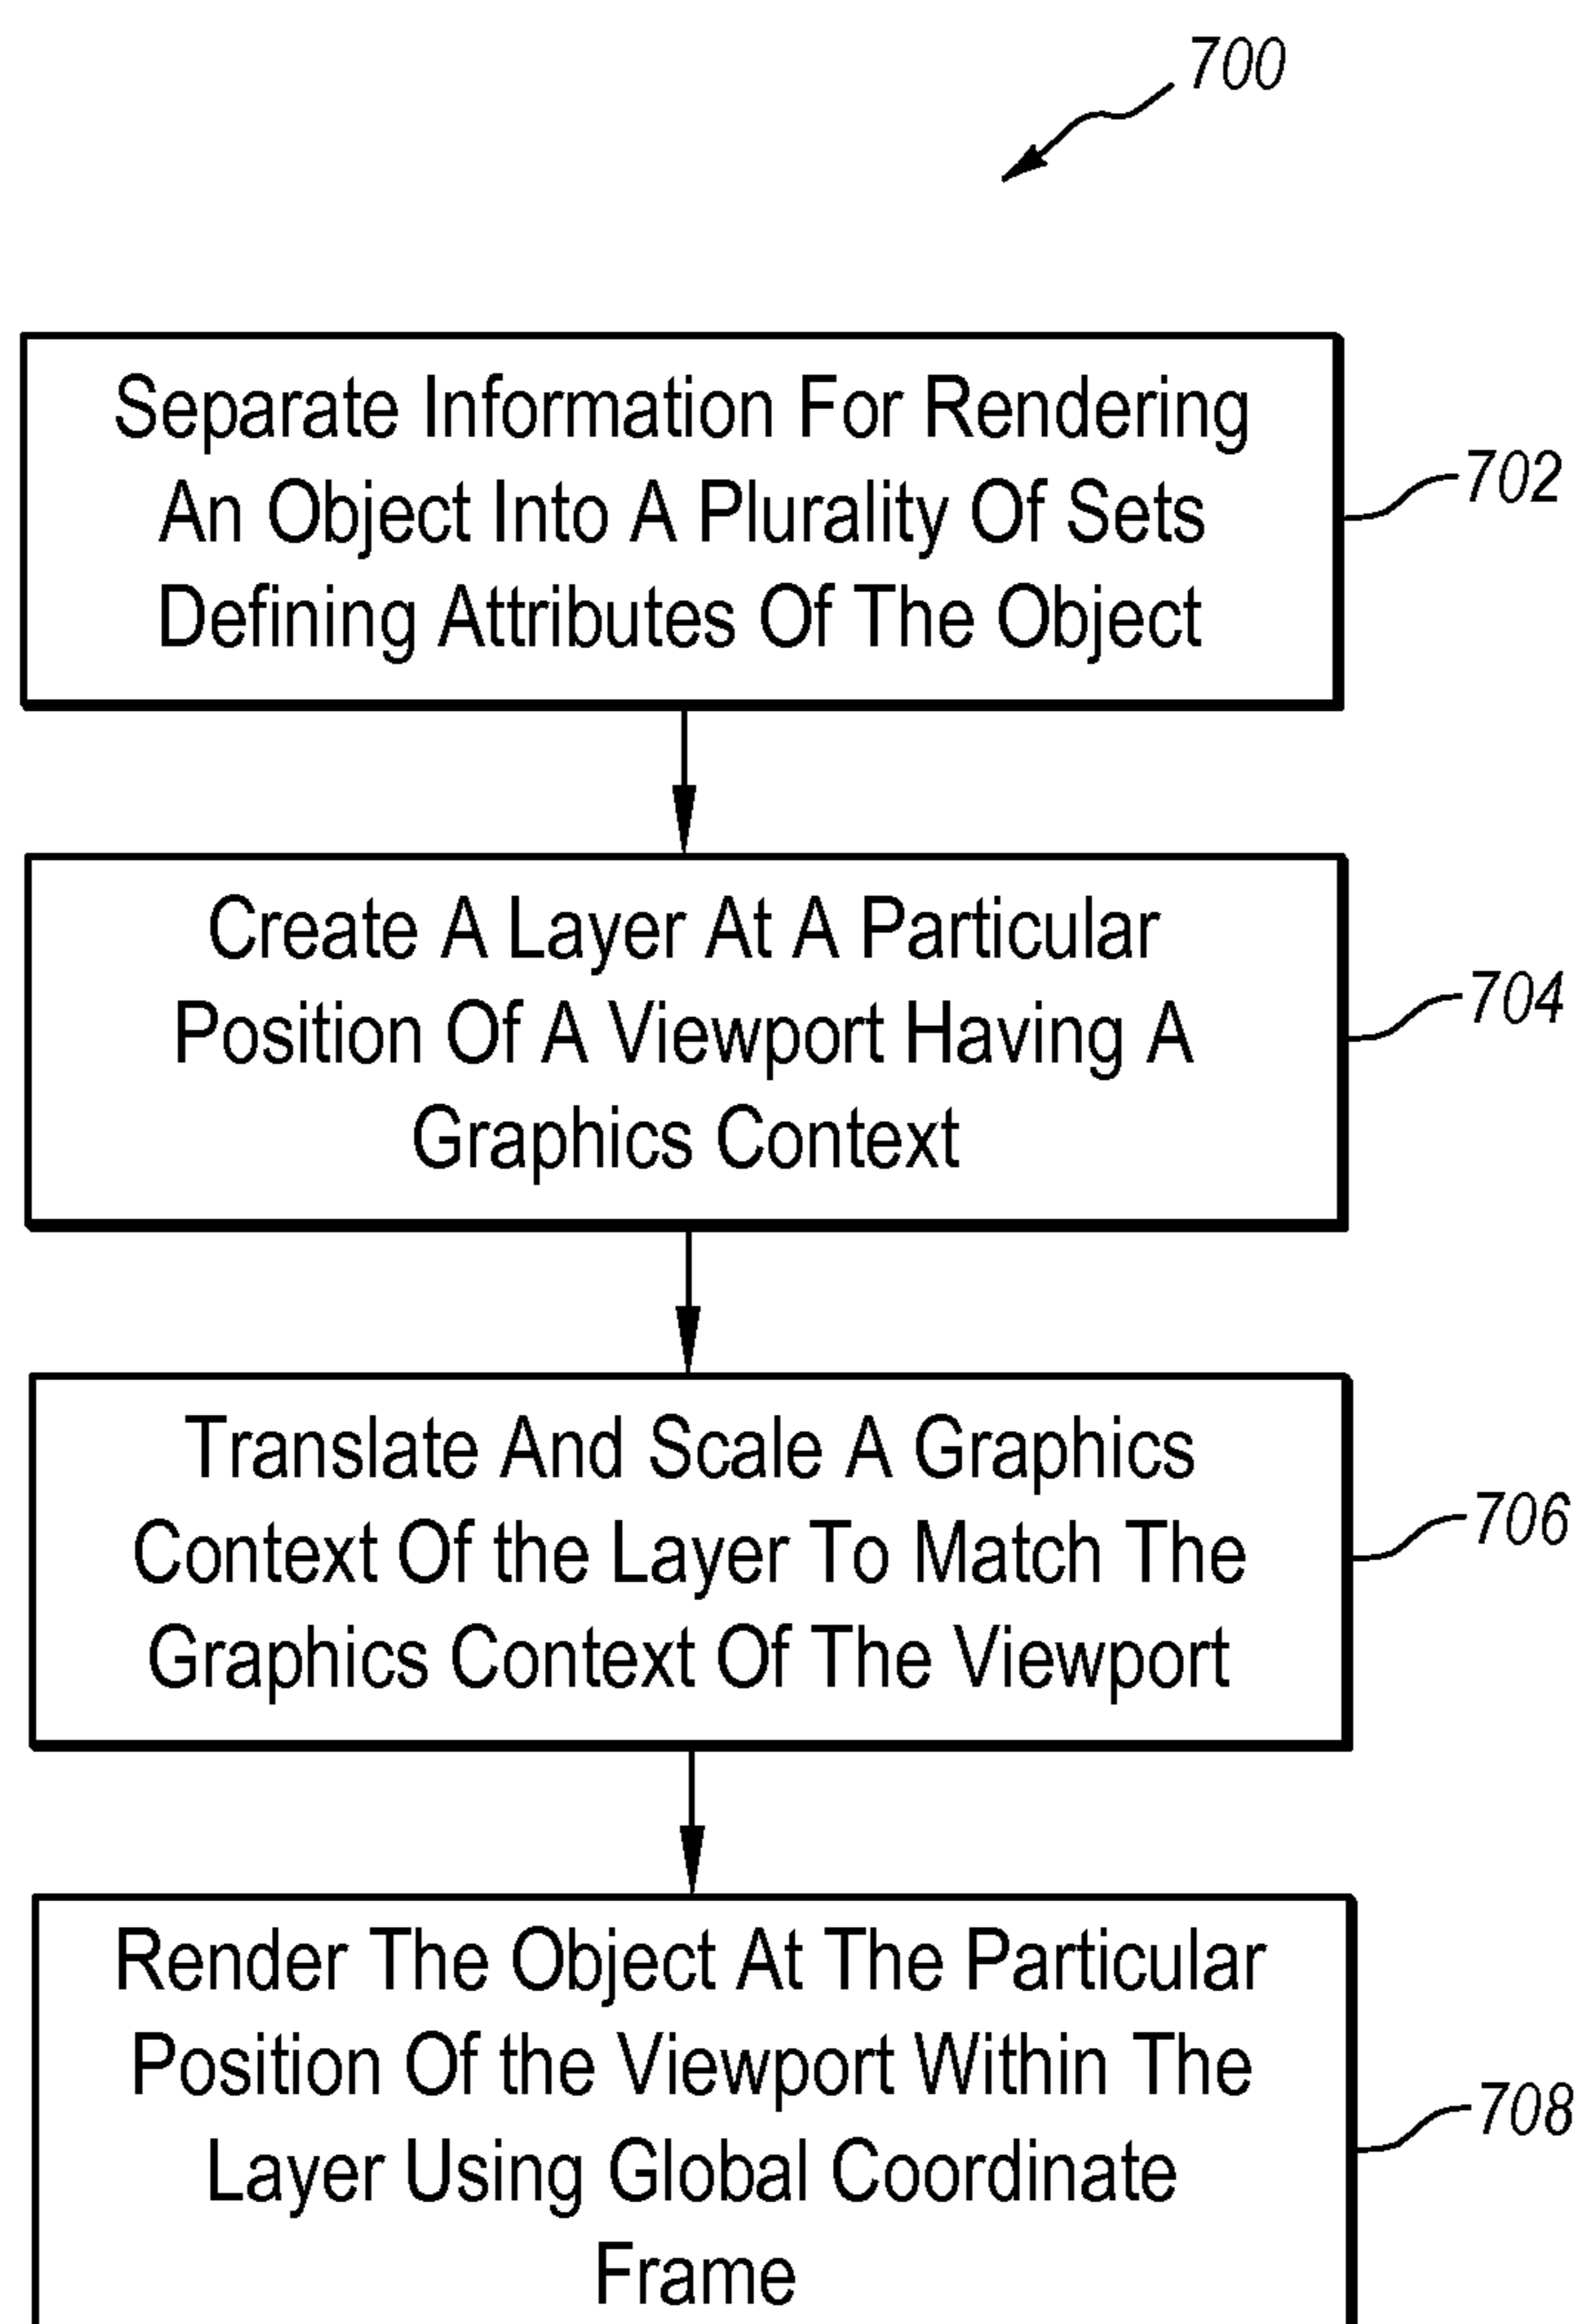 700
Separate Information For Rendering
An Object Into A Plurality Of Sets
Defining Attributes Of The Object
702
Create A Layer At A Particular
Position Of A Viewport Having A
Graphics Context
704
Translate And Scale A Graphics
Context Of the Layer To Match The
Graphics Context Of The Viewport
706
Render The Object At The Particular
Position Of the Viewport Within The
Layer Using Global Coordinate
Frame
708